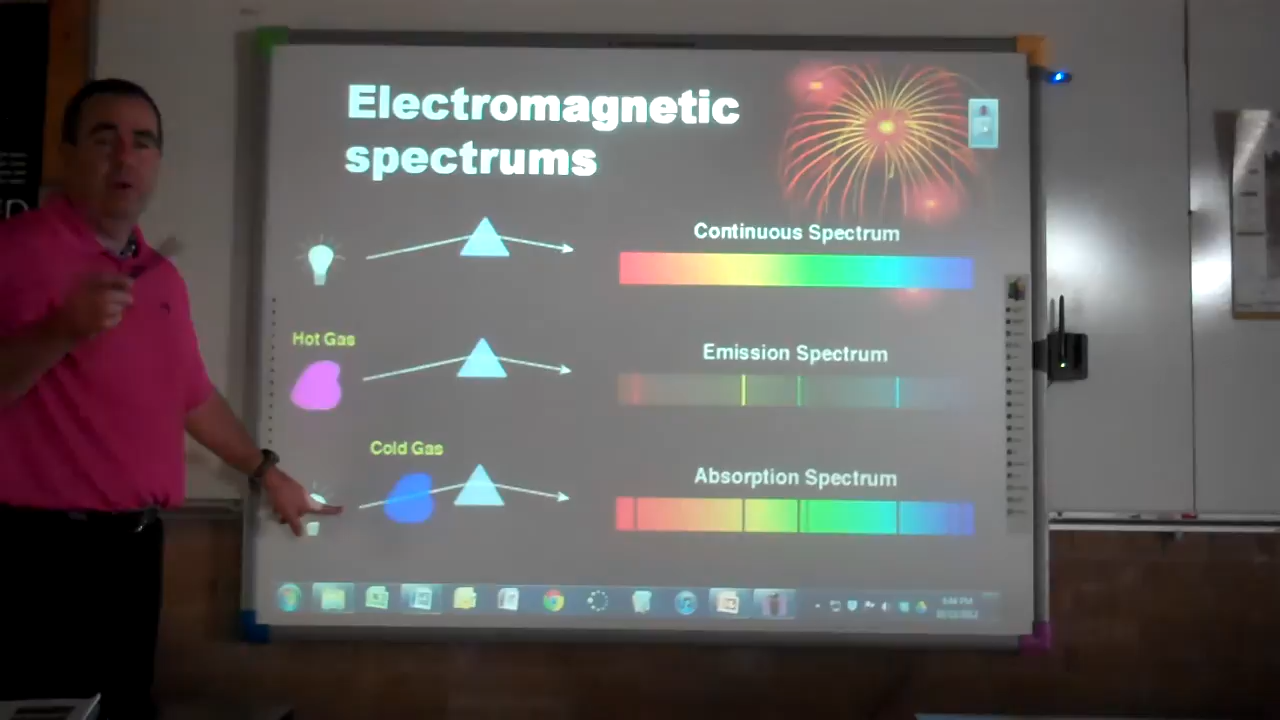 Electromagnetic
spectrums
Continuous Spectrum
Hot Gas
Emission Spectrum
Cold Gas
Absorption Spectrum